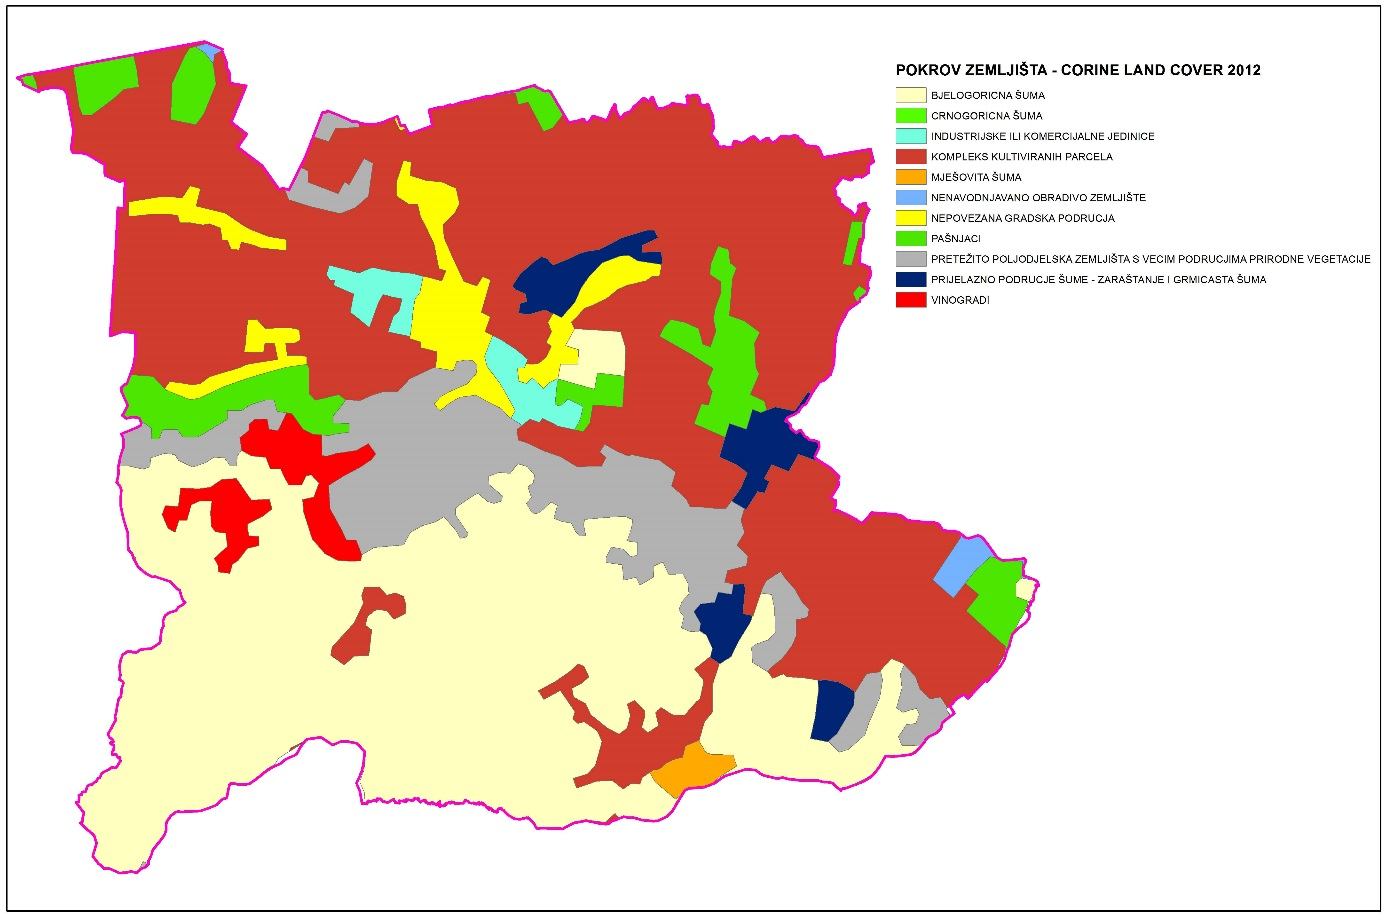 POKROV ZEMLJIŠTA - CORINE LAND COVER 2012
BJELOGORICNA ŠUMA
CRNOGORICNA ŠUMA
INDUSTRIJSKE ILI KOMERCIJALNE JEDINICE
KOMPLEKS KULTIVIRANIH PARCELA
MJEŠOVITA ŠUMA
NENAVODNJAVANO OBRADIVO ZEMLJIŠTE
NEPOVEZANA GRADSKA PODRUCJA
PAŠNJACI
PRETEŽITO POLJODJELSKA ZEMLJIŠTA S VECIM PODRUCJIMA PRIRODNE VEGETACIJE
PRIJELAZNO PODRUCJE ŠUME - ZARAŠTANJE I GRMICASTA ŠUMA
VINOGRADI